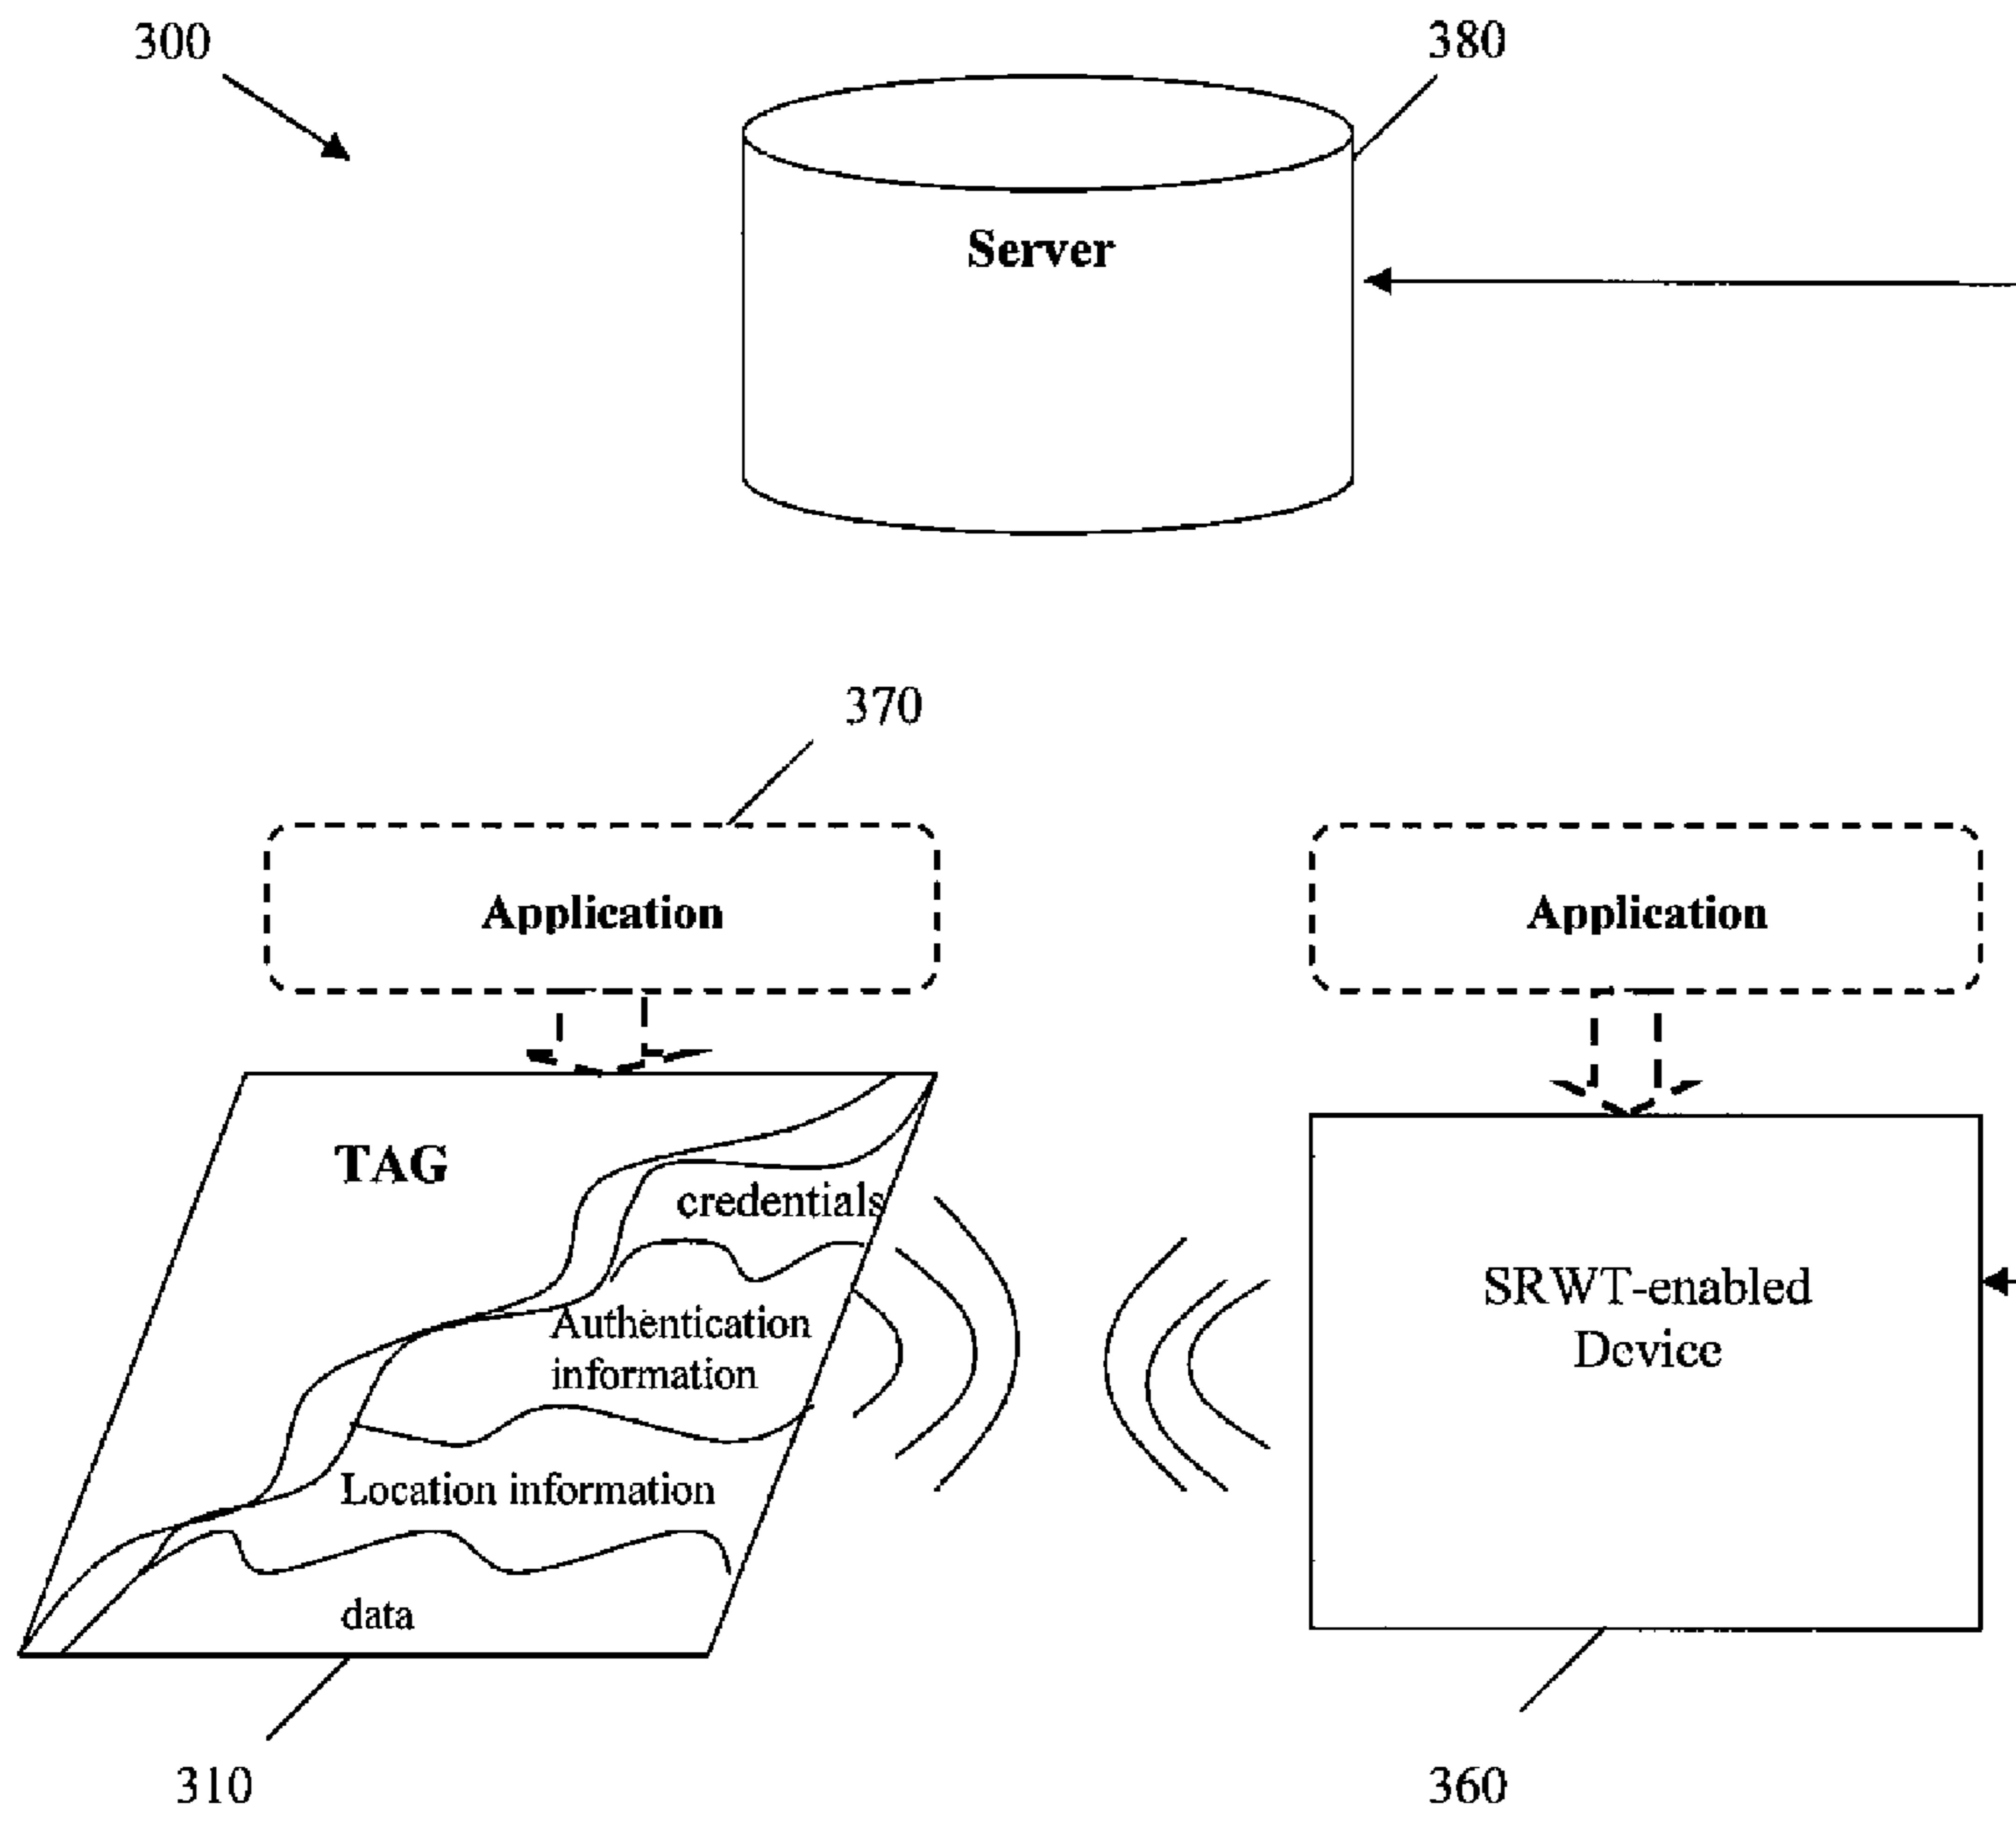 300
380
Server
370
Application
Application
TAG
credentials
Authentication
information
Location information
data
SRWT-enabled
Device
310
360